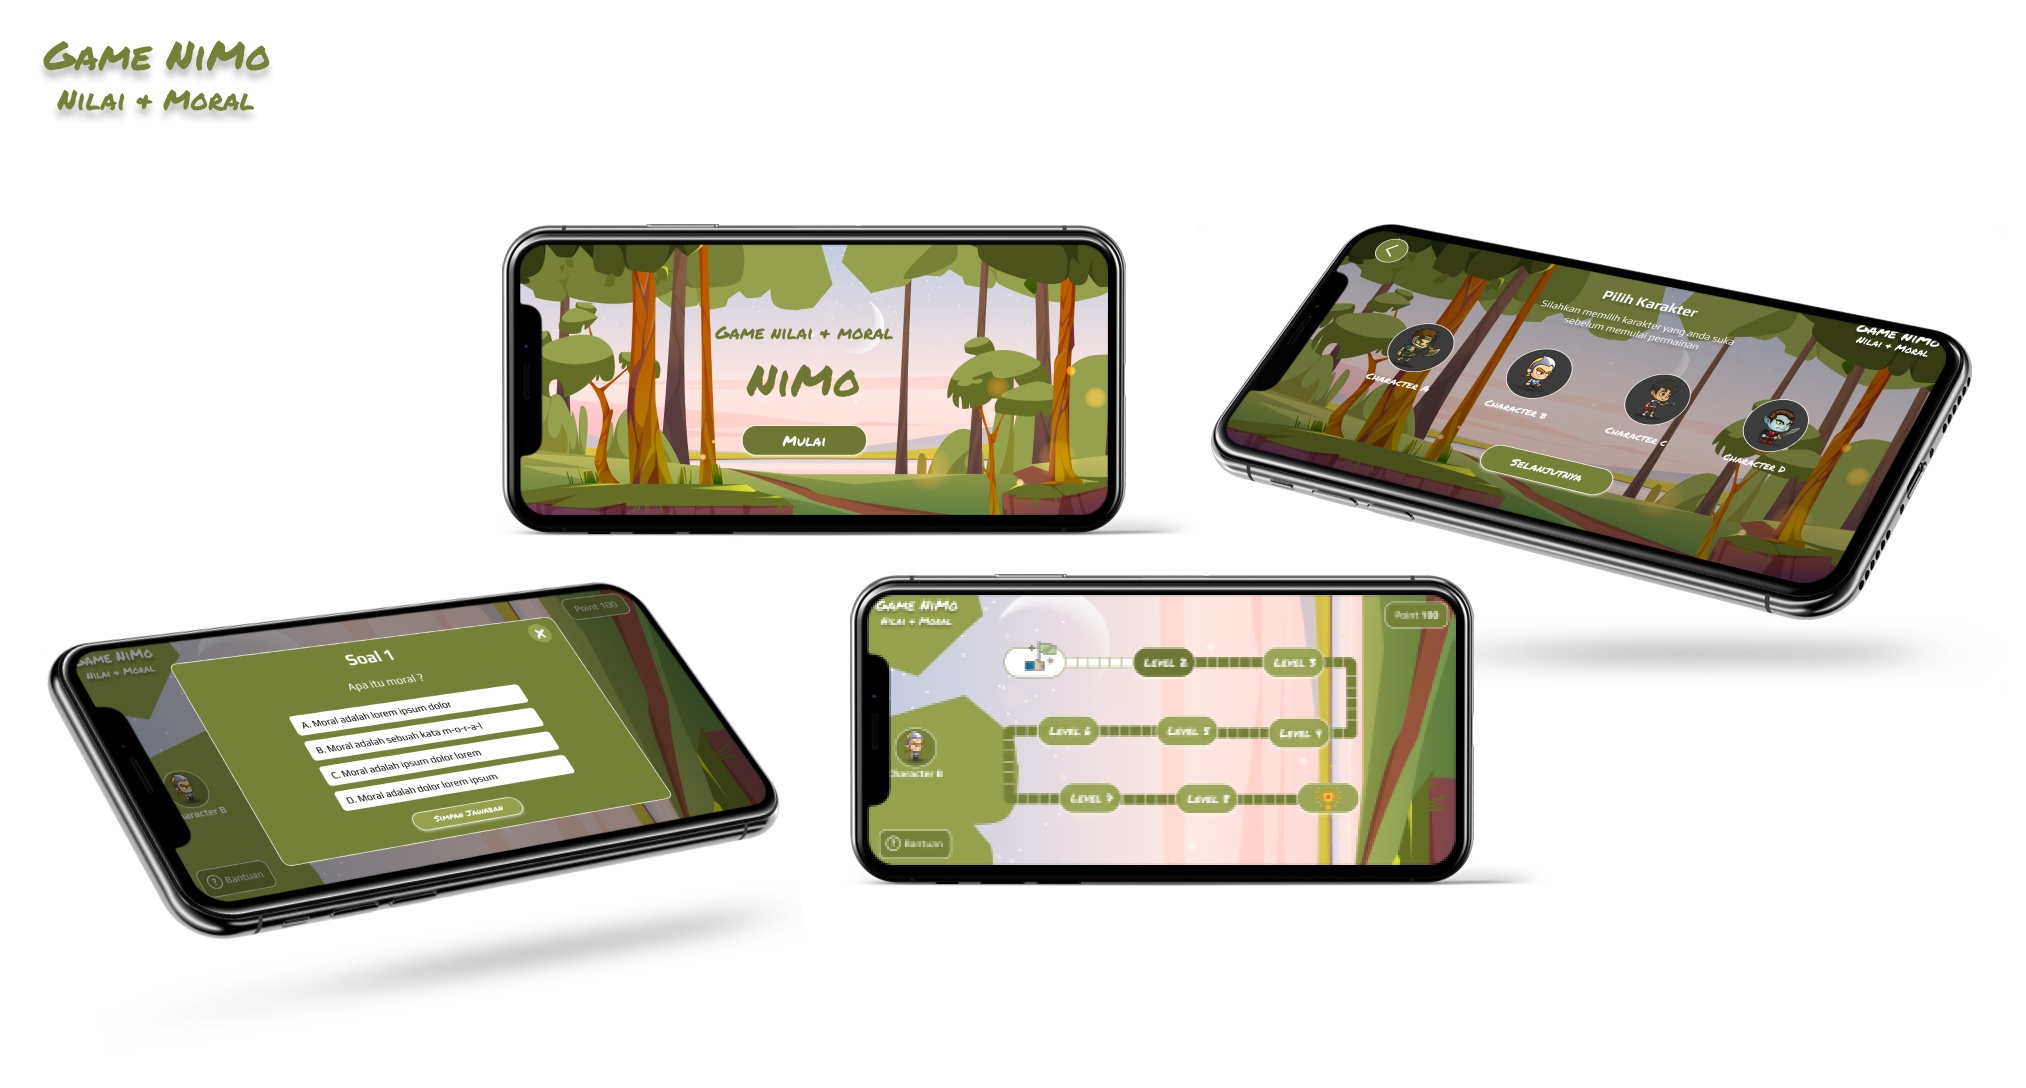 GAME NIMO
NILAI & MORAL
GAME NILAI & MORAL
NIMO
MULAI
Pilih Karakter
Silahkan memilih karakter yang anda suka
sebelum memulai permainan
GAME NIMO
NILAI & MORAL
CHARACTER A
CHARACTER B
CHARACTER C
CHARACTER D
SELANJUTNYA
GAME NIMO
NILAI & MORAL
Point 100
Soal 1
Apa itu moral ?
A. Moral adalah lorem ipsum dolor
B. Moral adalah sebuah kata m-o-r-a-l
C. Moral adalah ipsum dolor lorem
D. Moral adalah dolor lorem ipsum
SIMPAN JAWABAN
aracter B
? Bantuan
GAME NIMO
NILAI & MORAL
Point 100
LEVEL 2
LEVEL 3
LEVEL 6
LEVEL 5
LEVEL 4
Character B
LEVEL 7
LEVEL 8
? Bantuan